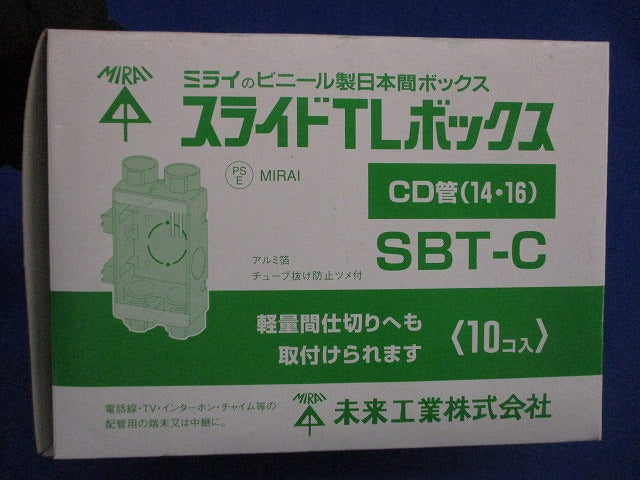 MIRAI
ミライのビニール製日本間ボックス
スライドTLボックス
PS
E
MIRAI
CD管(14・16)
SBT-C
アルミ箔
チューブ抜け防止ツメ付
軽量間仕切りへも
取付けられます
〈10コ入〉
電話線・TV・インターホン・チャイム等の
配管用の端末又は中継に。
MIRAI
未来工業株式会社